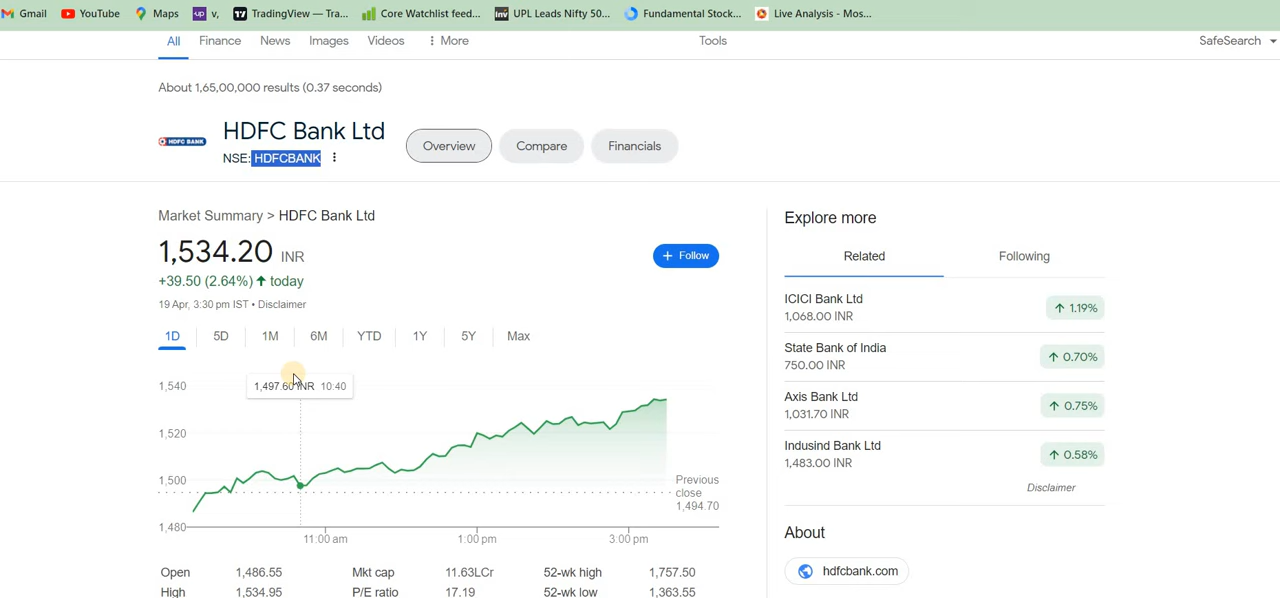 Gmail YouTube Maps up v, TradingView — Tra... Core Watchlist feed... inv UPL Leads Nifty 50... Fundamental Stock... Live Analysis - Mos...
All Finance News Images Videos ⋮ More Tools SafeSearch
About 1,65,00,000 results (0.37 seconds)
HDFC BANK
HDFC Bank Ltd
NSE: HDFCBANK
Overview Compare Financials
Market Summary > HDFC Bank Ltd
1,534.20 INR
+ Follow
+39.50 (2.64%) ↑ today
19 Apr, 3:30 pm IST • Disclaimer
1D 5D 1M 6M YTD 1Y 5Y Max
1,497.60 INR 10:40
1,540
1,520
1,500
1,480
Previous
close
1,494.70
11:00 am 1:00 pm 3:00 pm
Open 1,486.55 Mkt cap 11.63LCr 52-wk high 1,757.50
High 1,534.95 P/E ratio 17.19 52-wk low 1,363.55
Explore more
Related Following
ICICI Bank Ltd
1,068.00 INR
↑ 1.19%
State Bank of India
750.00 INR
↑ 0.70%
Axis Bank Ltd
1,031.70 INR
↑ 0.75%
Indusind Bank Ltd
1,483.00 INR
↑ 0.58%
Disclaimer
About
hdfcbank.com